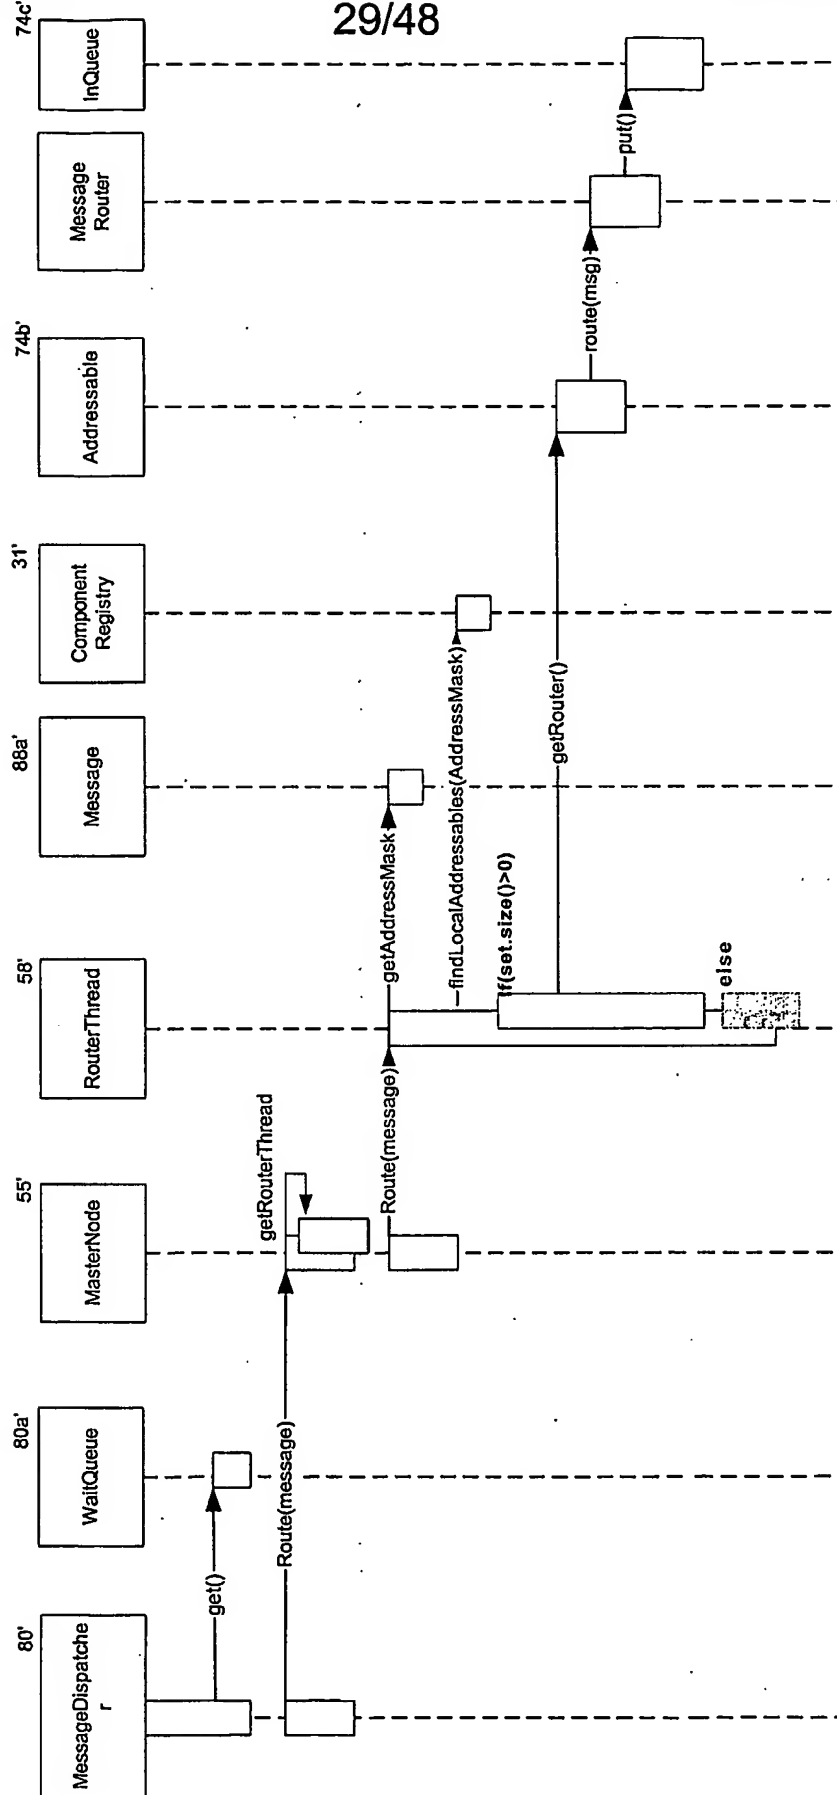 29/48
80'
MessageDispatche
r
80a'
WaitQueue
55'
MasterNode
58'
RouterThread
88a'
Message
31'
Component
Registry
74b'
Addressable
Message
Router
74c'
InQueue
get()
Route(message)
getRouterThread
Route(message)
getAddressMask
findLocalAddressables(AddressMask)
if(set.size()>0)
getRouter()
route(msg)
put()
else